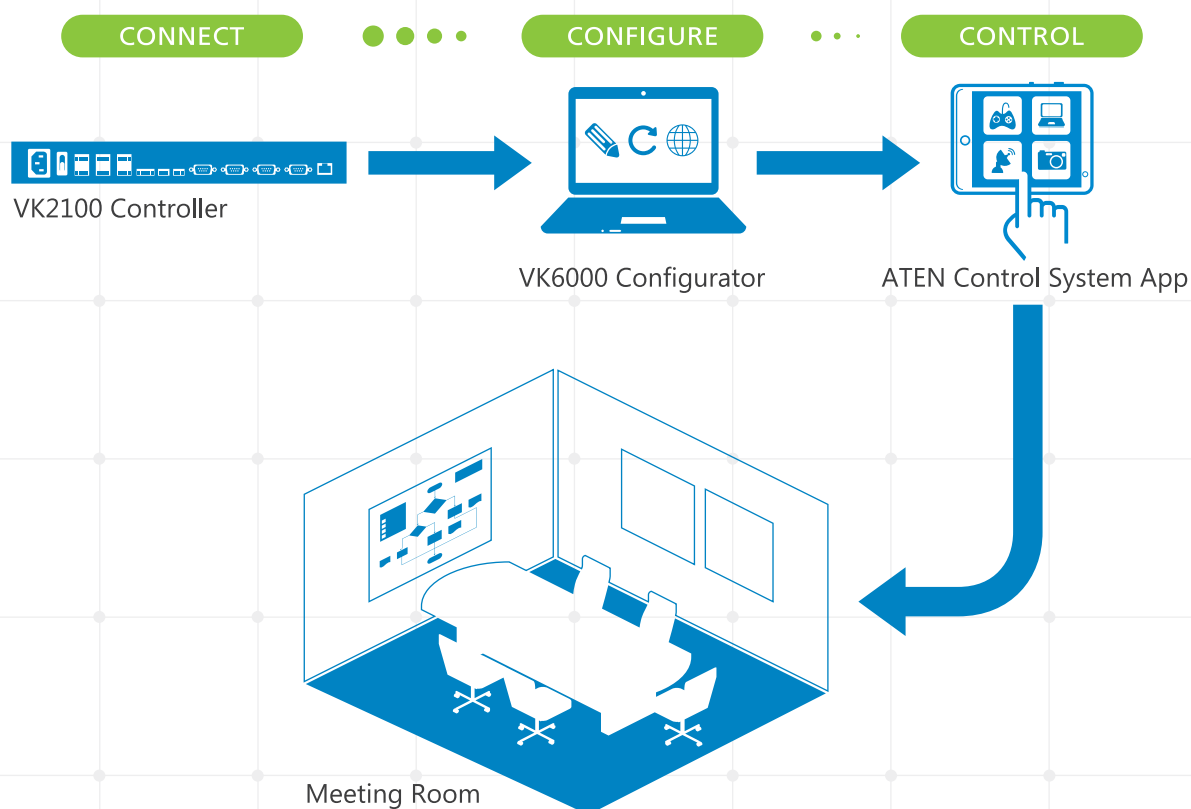 CONNECT
CONFIGURE
CONTROL
VK2100 Controller
VK6000 Configurator
ATEN Control System App
Meeting Room